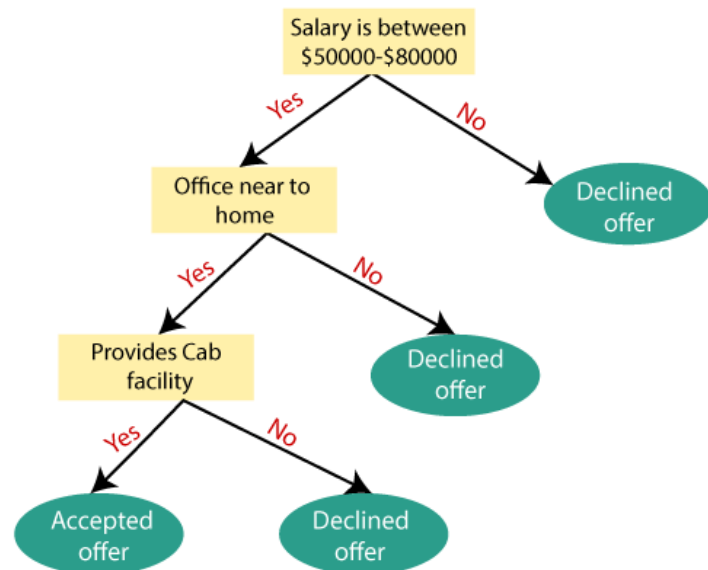 Salary is between
$50000-$80000
Yes
No
Office near to
home
Declined
offer
Yes
No
Provides Cab
facility
Declined
offer
Yes
No
Accepted
offer
Declined
offer